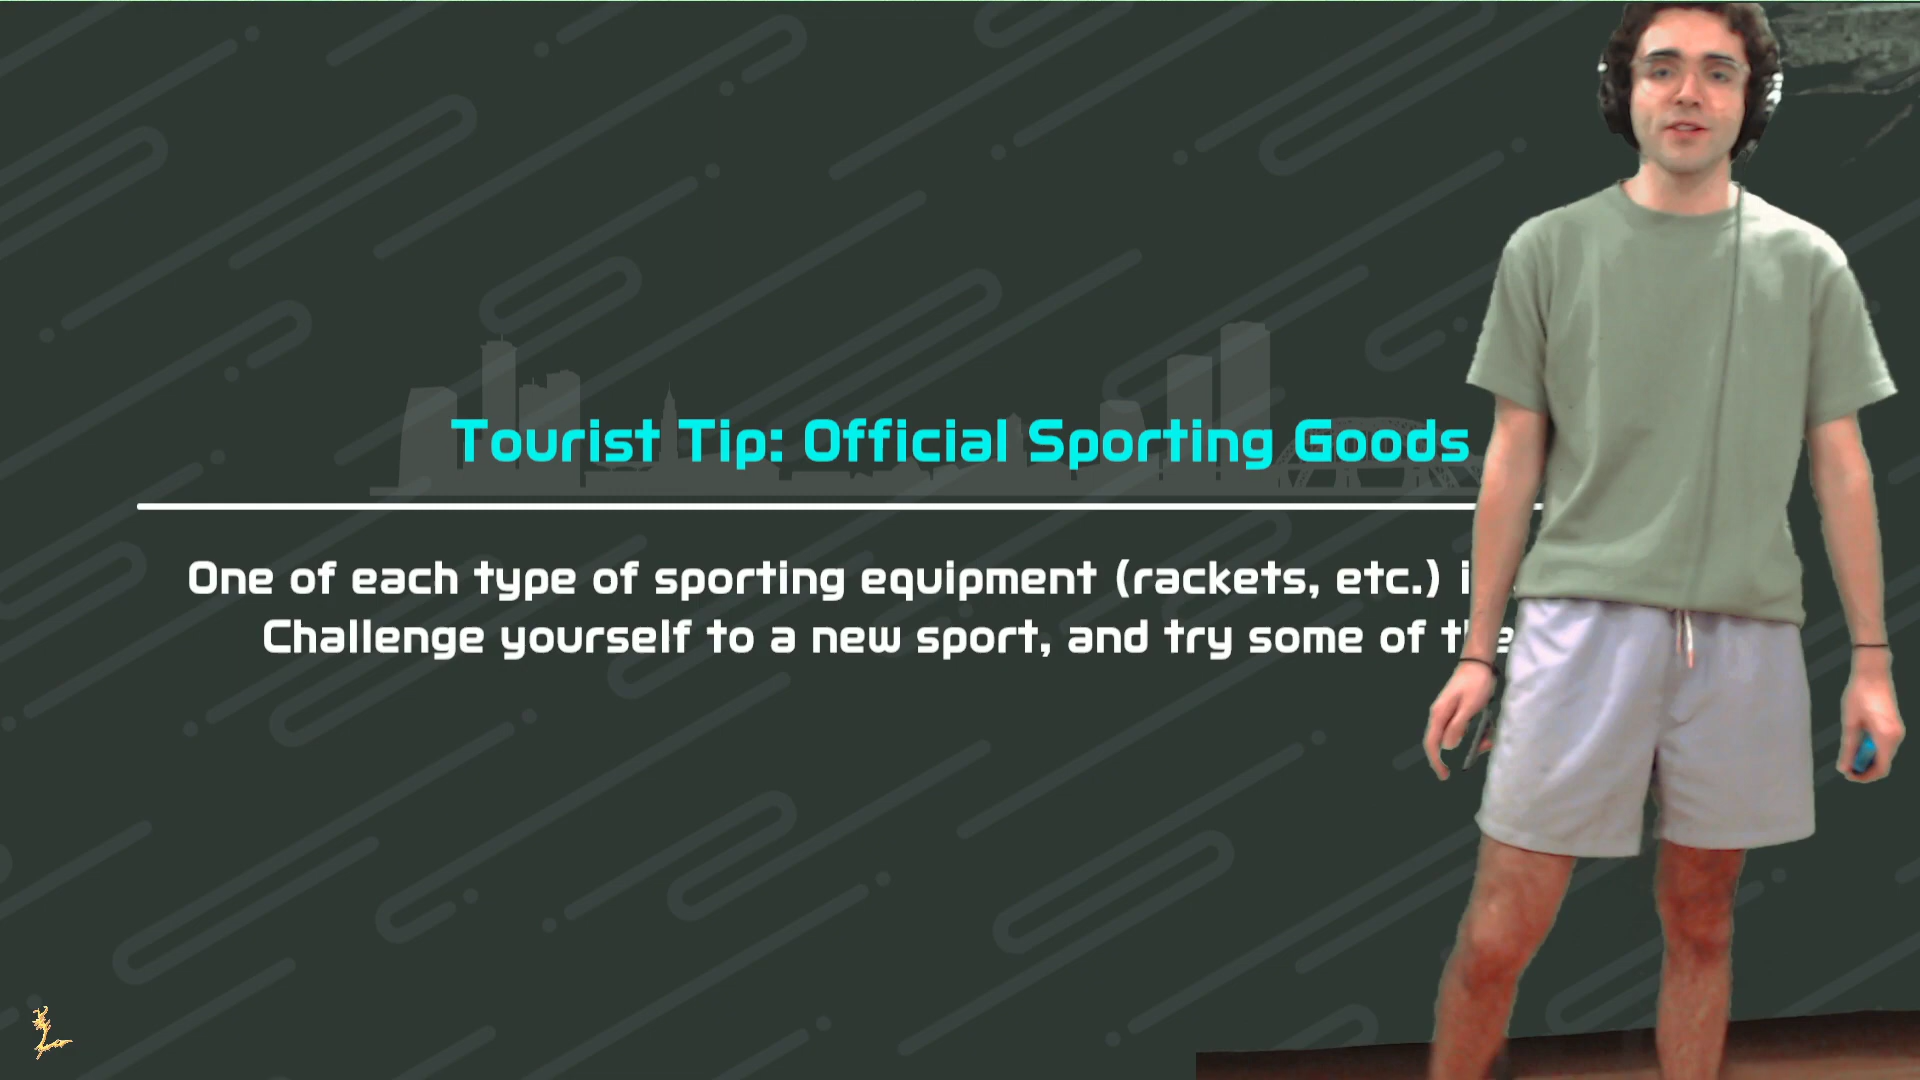 Tourist Tip: Official Sporting Goods
One of each type of sporting equipment (rackets, etc.)
Challenge yourself to a new sport, and try some of the